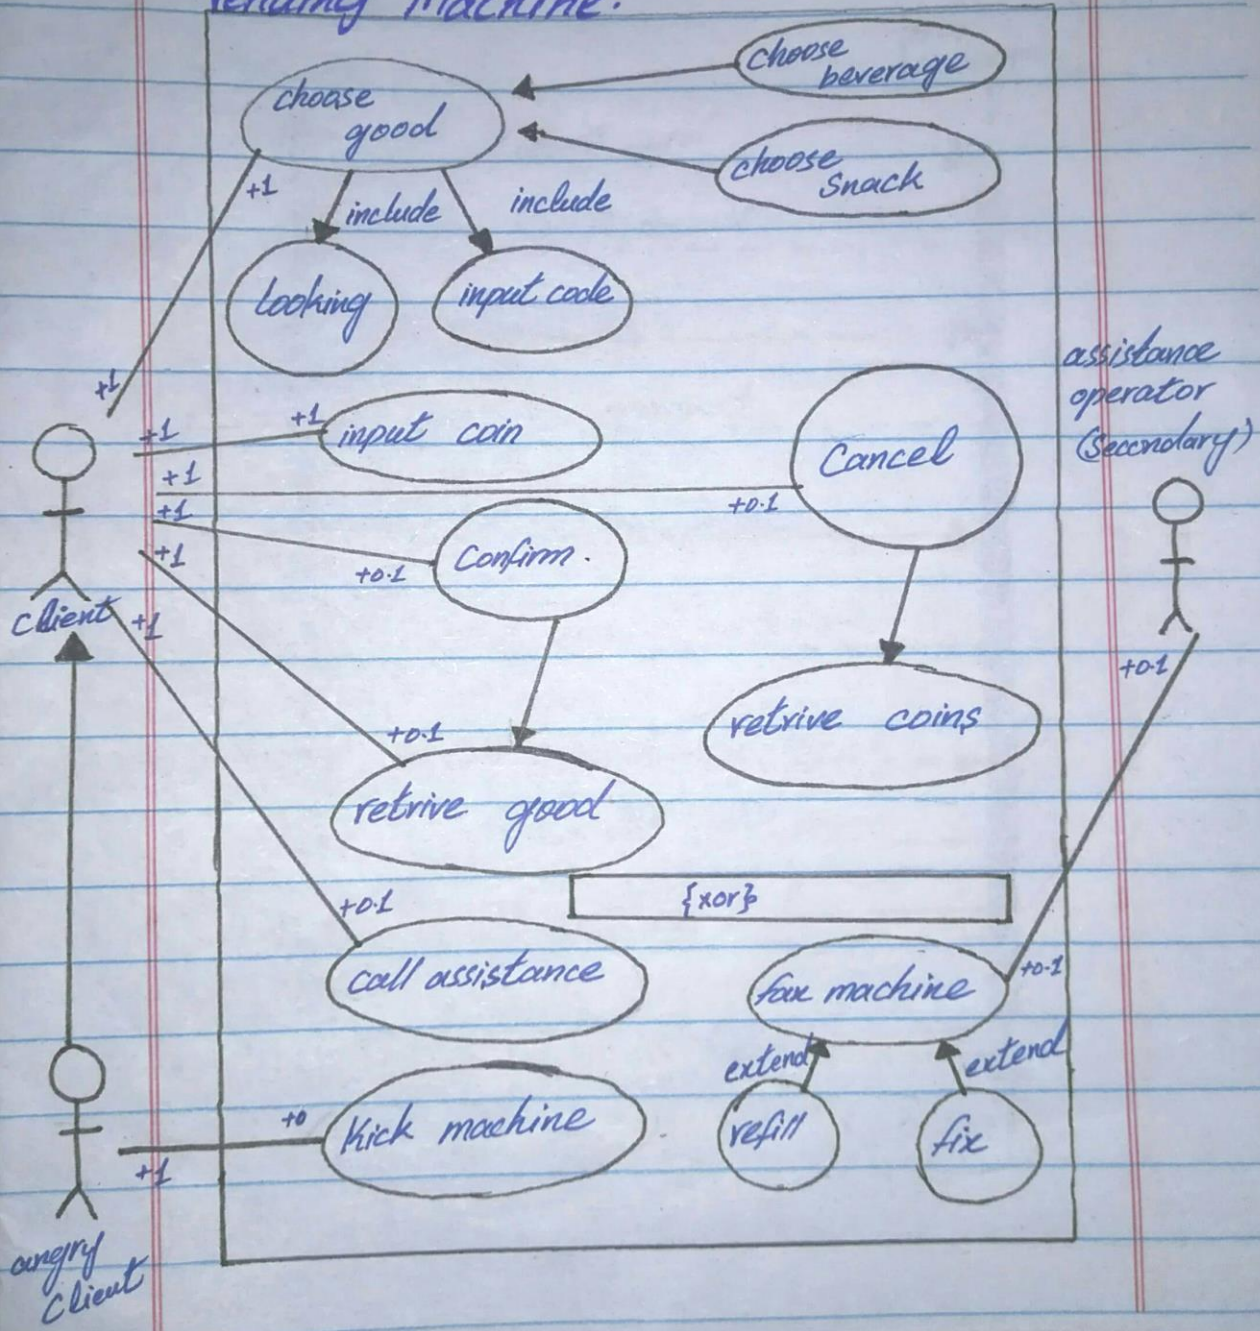 Vending Machine.
choose
beverage
choose
good
choose
snack
+1
include
include
looking
input code
assistance
operator
(secondary)
+1
+1
+1
input coin
Cancel
+1
+0.1
+1
Confirm.
+0.1
+1
client
+1
+0.1
retrive coins
+0.1
retrive good
{xor}
+0.1
call assistance
fax machine
+0.1
extend
extend
+0
Kick machine
refill
fix
+1
angry
Client